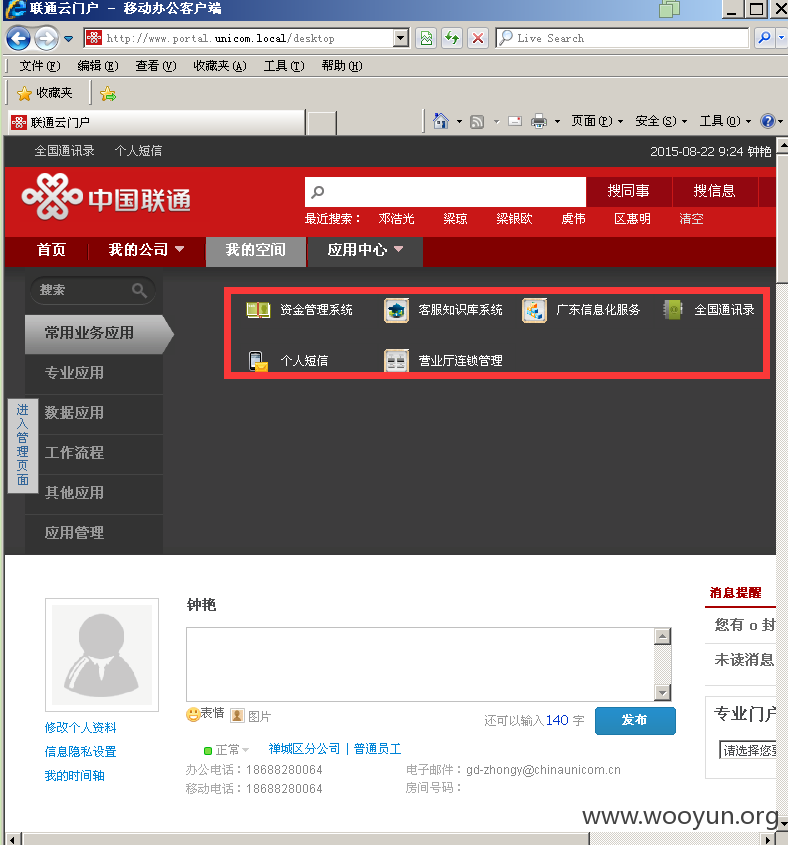 联通云门户 - 移动办公客户端
http://www.portal.unicom.local/desktop
Live Search
文件(F) 编辑(E) 查看(V) 收藏夹(A) 工具(T) 帮助(H)
收藏夹
联通云门户
页面(P) 安全(S) 工具(O)
全国通讯录 个人短信
2015-08-22 9:24 钟艳
中国联通
搜同事 搜信息
最近搜索： 邓浩光 梁琼 梁银欧 虞伟 区惠明 清空
首页 我的公司 我的空间 应用中心
搜索
资金管理系统 客服知识库系统 广东信息化服务 全国通讯录
个人短信 营业厅连锁管理
常用业务应用
专业应用
数据应用
工作流程
其他应用
应用管理
进入管理页面
钟艳
表情 图片
还可以输入140 字 发布
修改个人资料
信息隐私设置
我的时间轴
正常 禅城区分公司 | 普通员工
办公电话：18688280064 电子邮件：gd-zhongy@chinaunicom.cn
移动电话：18688280064 房间号码：
消息提醒
您有 0 封
未读消息
专业门户
请选择您要
www.wooyun.org